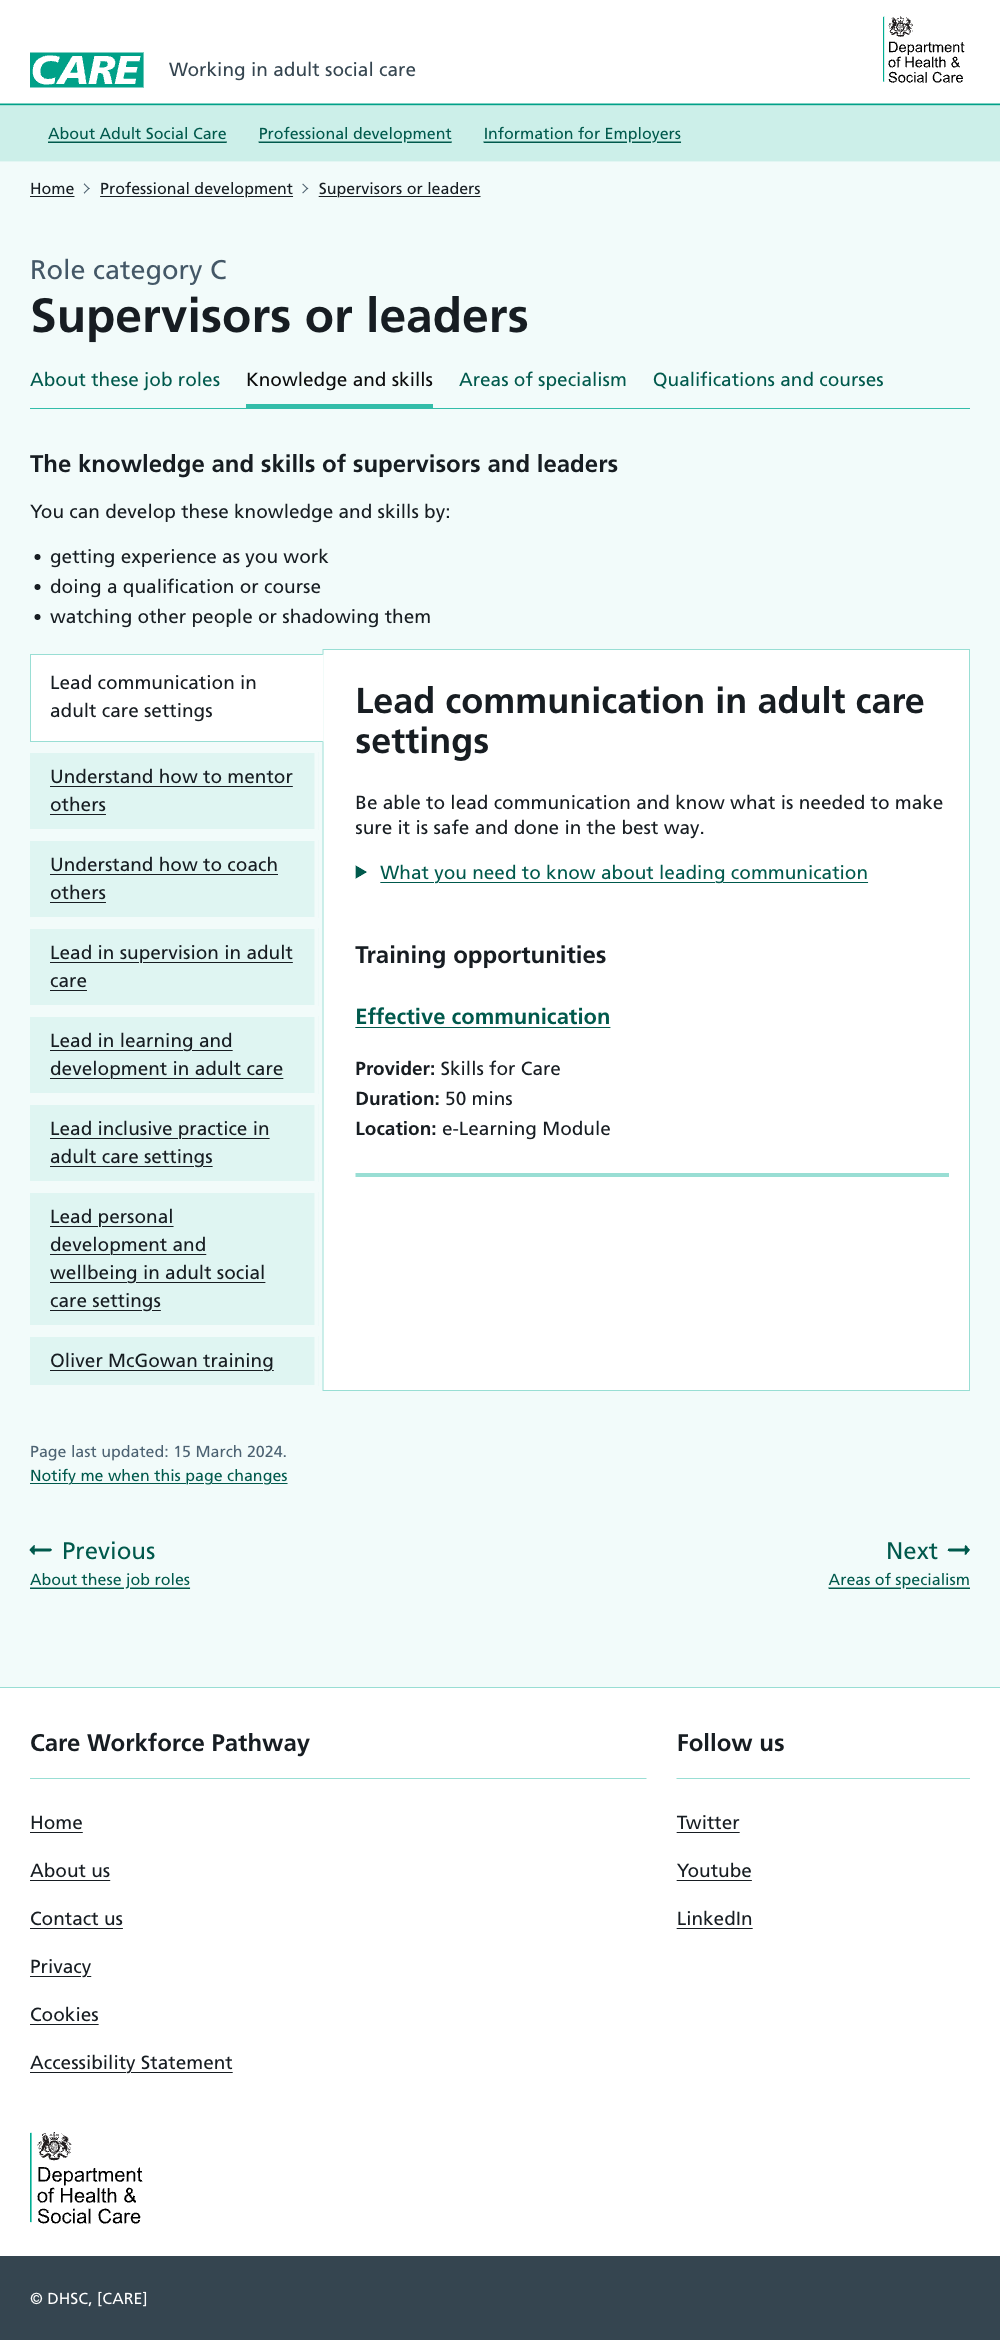 CARE
Working in adult social care
Department
of Health &
Social Care
About Adult Social Care
Professional development
Information for Employers
Home
Professional development
Supervisors or leaders
Role category C
Supervisors or leaders
About these job roles
Knowledge and skills
Areas of specialism
Qualifications and courses
The knowledge and skills of supervisors and leaders
You can develop these knowledge and skills by:
• getting experience as you work
• doing a qualification or course
• watching other people or shadowing them
Lead communication in
adult care settings
Understand how to mentor
others
Understand how to coach
others
Lead in supervision in adult
care
Lead in learning and
development in adult care
Lead inclusive practice in
adult care settings
Lead personal
development and
wellbeing in adult social
care settings
Oliver McGowan training
Lead communication in adult care
settings
Be able to lead communication and know what is needed to make
sure it is safe and done in the best way.
What you need to know about leading communication
Training opportunities
Effective communication
Provider: Skills for Care
Duration: 50 mins
Location: e-Learning Module
Page last updated: 15 March 2024.
Notify me when this page changes
Previous
About these job roles
Next
Areas of specialism
Care Workforce Pathway
Home
About us
Contact us
Privacy
Cookies
Accessibility Statement
Follow us
Twitter
Youtube
LinkedIn
Department
of Health &
Social Care
© DHSC, [CARE]